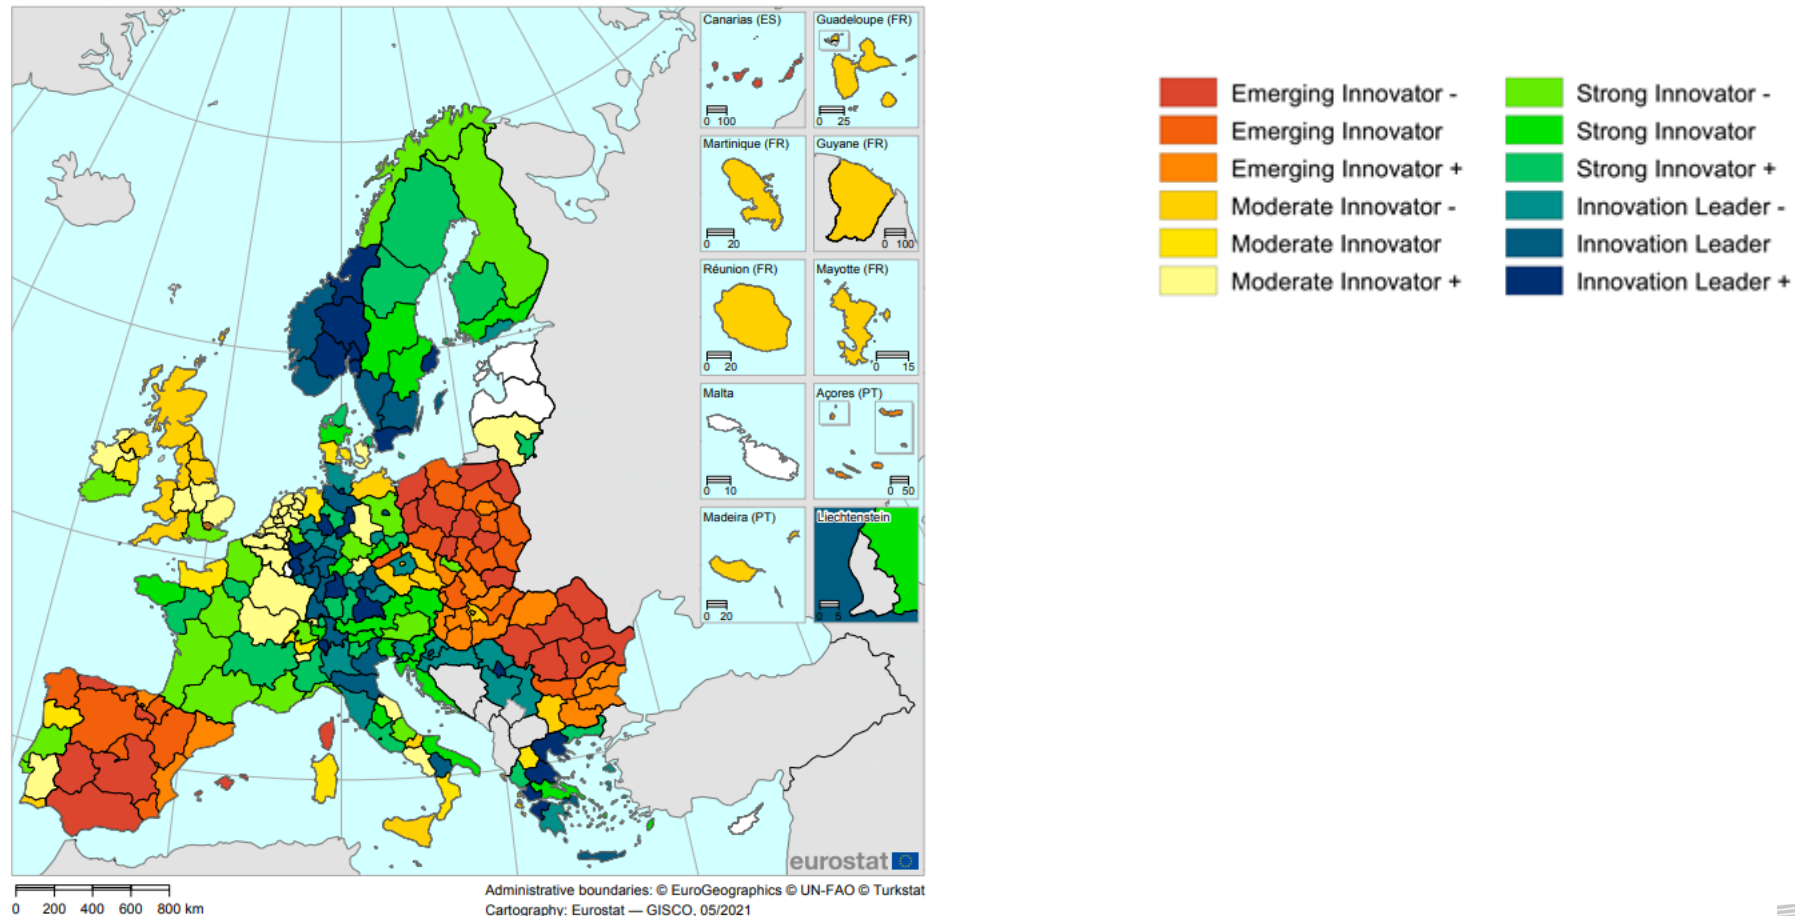 Canarias (ES)
0 100
Guadeloupe (FR)
0 25
Martinique (FR)
0 20
Guyane (FR)
0 100
Réunion (FR)
0 20
Mayotte (FR)
0 15
Malta
0 10
Açores (PT)
0 50
Madeira (PT)
0 20
Liechtenstein
0 5
eurostat
0 200 400 600 800 km
Administrative boundaries: © EuroGeographics © UN-FAO © Turkstat
Cartography: Eurostat — GISCO, 05/2021
Emerging Innovator -
Emerging Innovator
Emerging Innovator +
Moderate Innovator -
Moderate Innovator
Moderate Innovator +
Strong Innovator -
Strong Innovator
Strong Innovator +
Innovation Leader -
Innovation Leader
Innovation Leader +